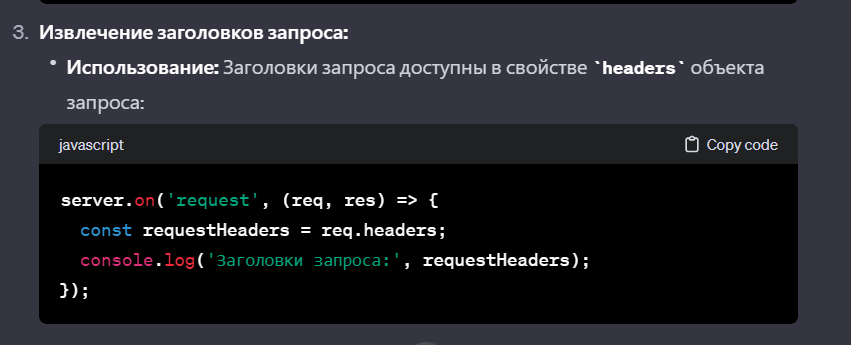 3. Извлечение заголовков запроса:
• Использование: Заголовки запроса доступны в свойстве `headers` объекта
запроса:
javascript Copy code
server.on('request', (req, res) => {
  const requestHeaders = req.headers;
  console.log('Заголовки запроса:', requestHeaders);
});